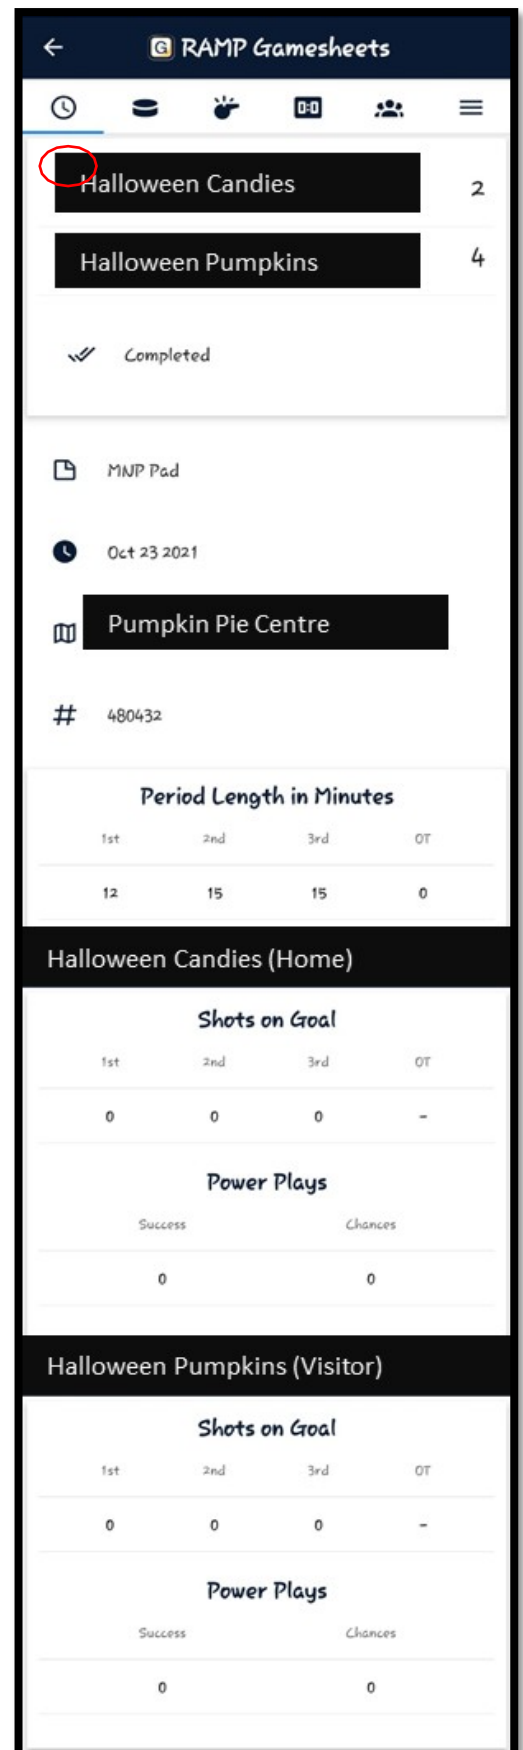 RAMP Gamesheets
0:0
Halloween Candies 2
Halloween Pumpkins 4
Completed
MNP Pad
Oct 23 2021
Pumpkin Pie Centre
# 480432
Period Length in Minutes
1st 2nd 3rd OT
12 15 15 0
Halloween Candies (Home)
Shots on Goal
1st 2nd 3rd OT
0 0 0 -
Power Plays
Success Chances
0 0
Halloween Pumpkins (Visitor)
Shots on Goal
1st 2nd 3rd OT
0 0 0 -
Power Plays
Success Chances
0 0